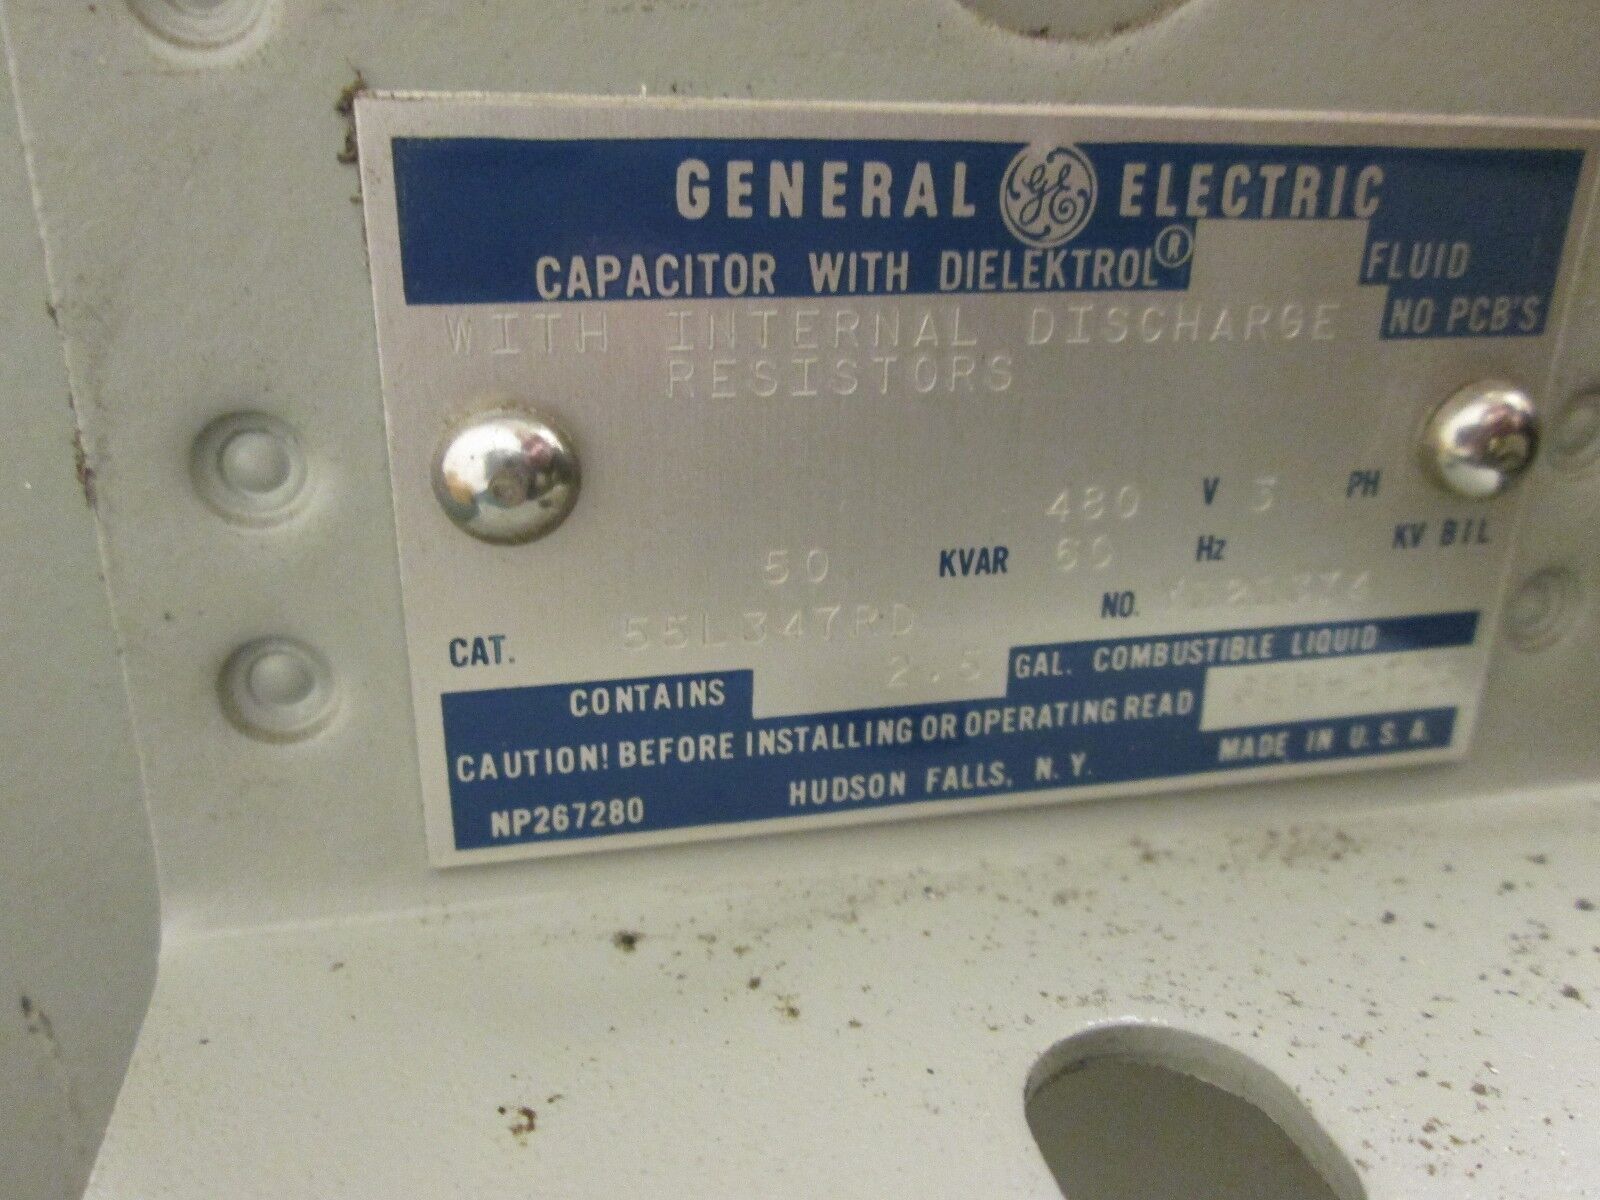 GENERAL GE ELECTRIC
CAPACITOR WITH DIELEKTROL® FLUID
NO PCB'S
WITH INTERNAL DISCHARGE
RESISTORS
480 V 3 PH
50 KVAR 60 Hz KV BIL
CAT. 55L347RD NO.
CONTAINS 2.5 GAL. COMBUSTIBLE LIQUID
CAUTION! BEFORE INSTALLING OR OPERATING READ
NP267280 HUDSON FALLS, N.Y. MADE IN U.S.A.